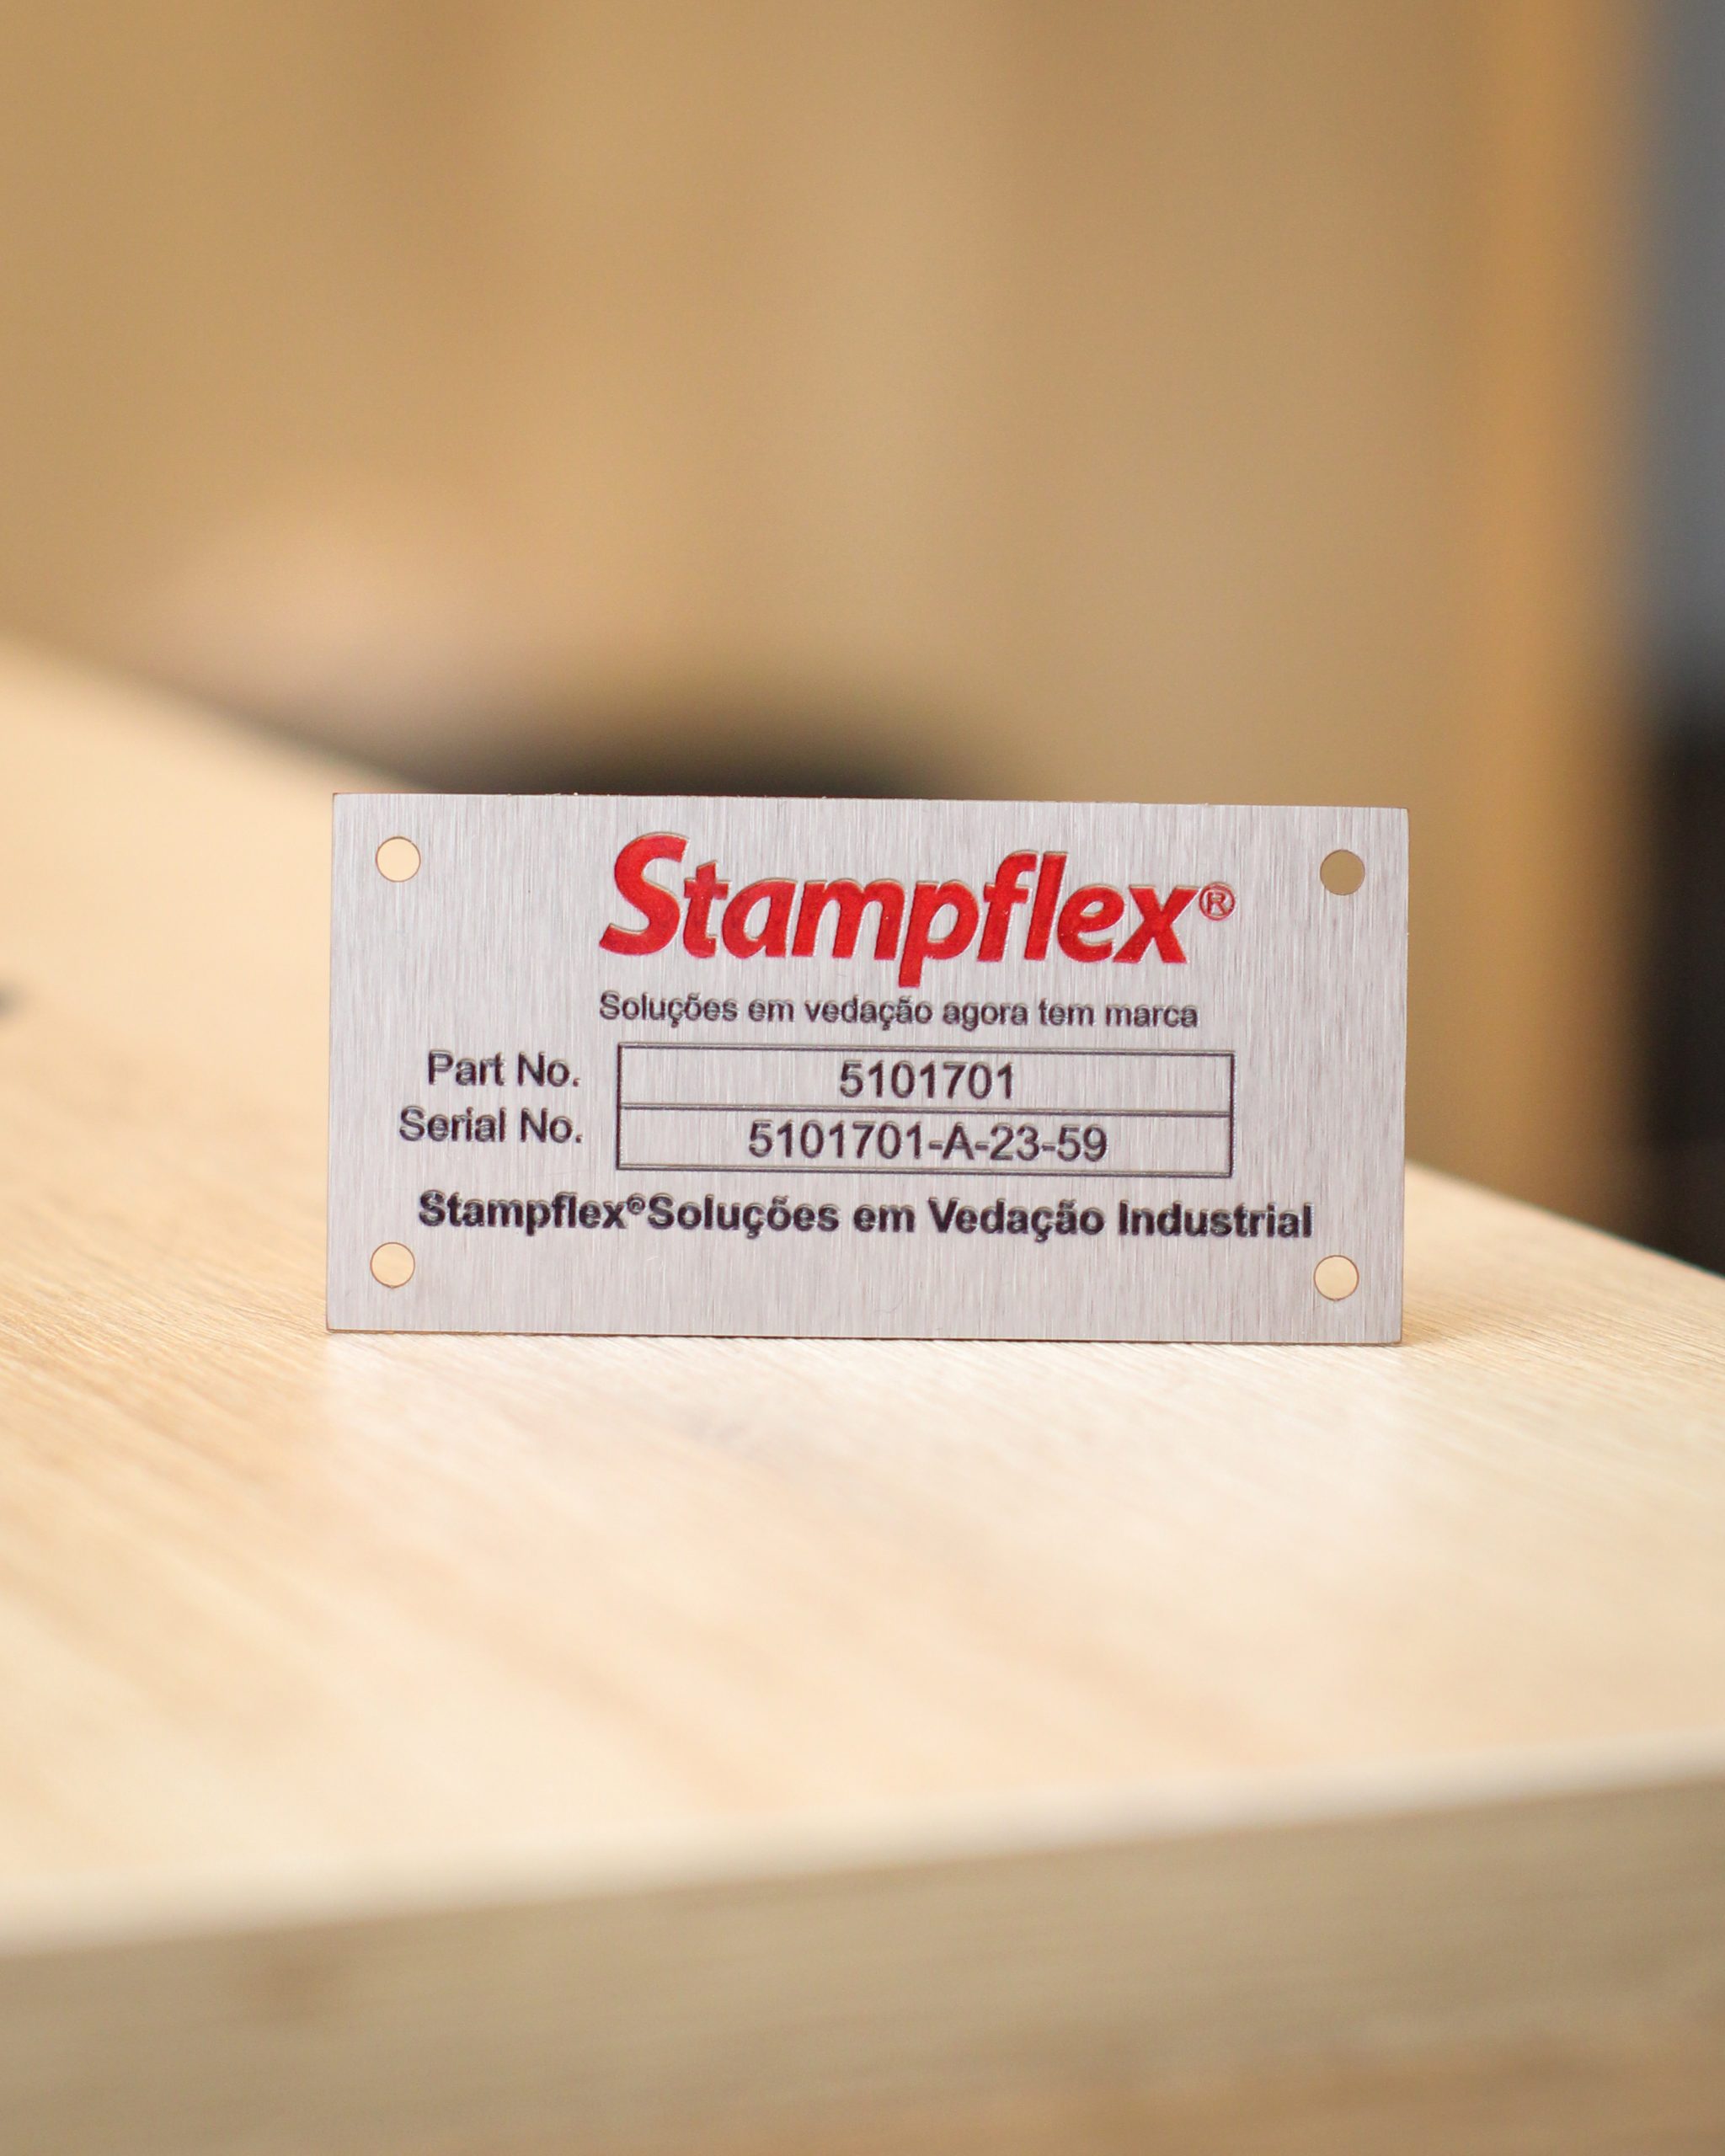 Stampflex®
Soluções em vedação agora tem marca
Part No. 5101701
Serial No. 5101701-A-23-59
Stampflex®Soluções em Vedação Industrial